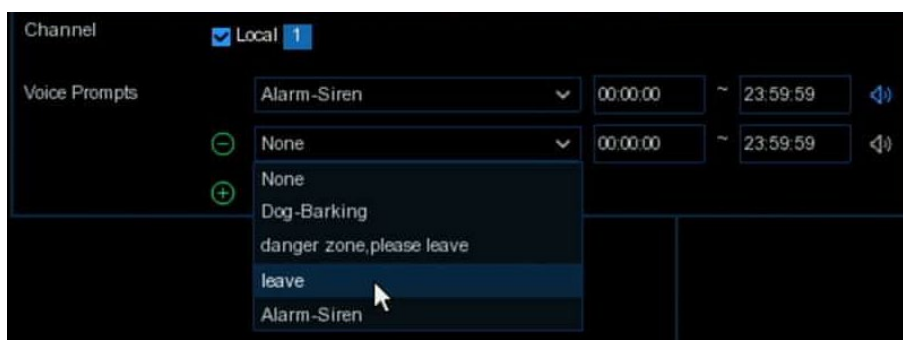 Channel Local 1
Voice Prompts Alarm-Siren 00:00:00 ~ 23:59:59
None 00:00:00 ~ 23:59:59
None
Dog-Barking
danger zone,please leave
leave
Alarm-Siren